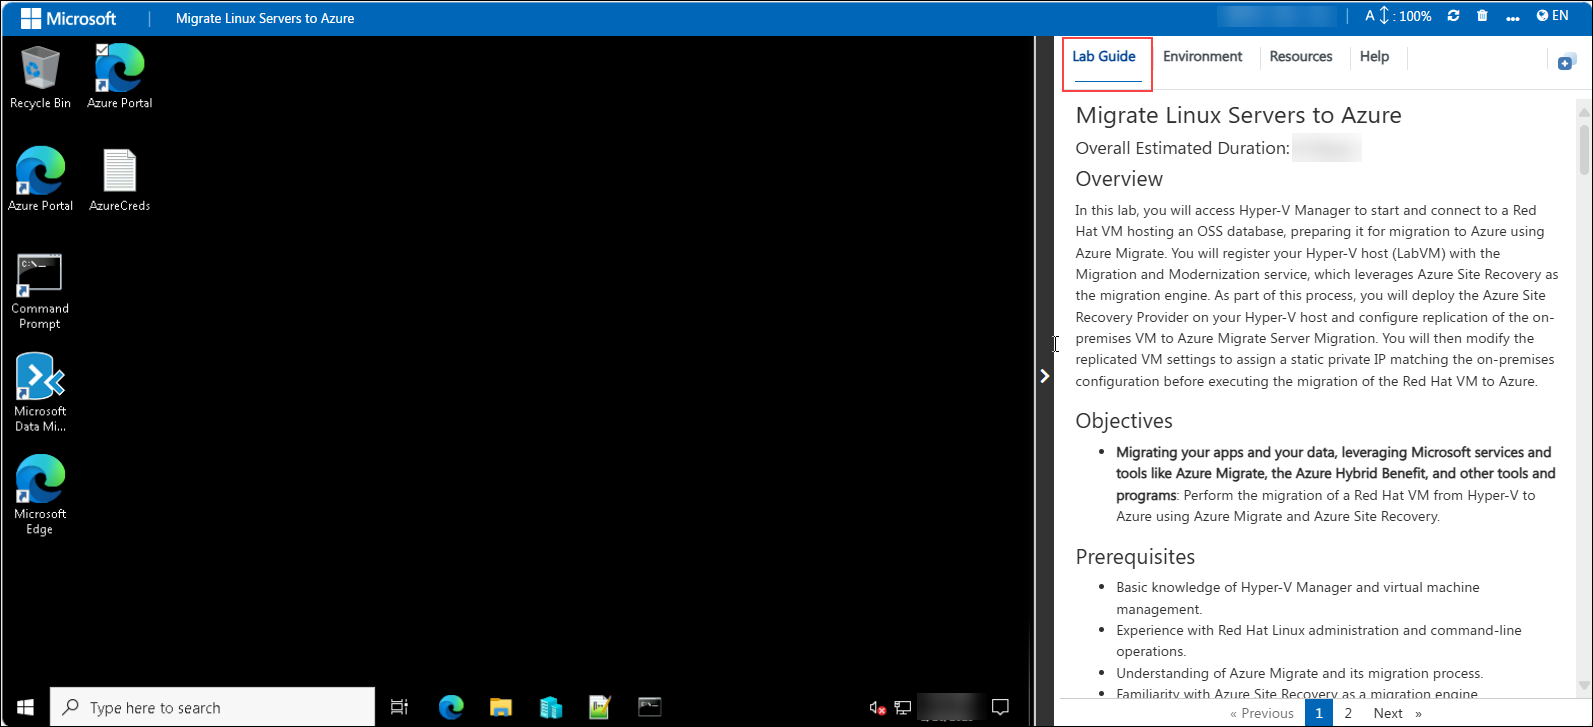 Microsoft
Migrate Linux Servers to Azure
A : 100%
EN
Recycle Bin
Azure Portal
Azure Portal
AzureCreds
C:\
Command
Prompt
Microsoft
Data Mi...
Microsoft
Edge
Type here to search
Lab Guide
Environment
Resources
Help
Migrate Linux Servers to Azure
Overall Estimated Duration:
Overview
In this lab, you will access Hyper-V Manager to start and connect to a Red
Hat VM hosting an OSS database, preparing it for migration to Azure using
Azure Migrate. You will register your Hyper-V host (LabVM) with the
Migration and Modernization service, which leverages Azure Site Recovery as
the migration engine. As part of this process, you will deploy the Azure Site
Recovery Provider on your Hyper-V host and configure replication of the on-
premises VM to Azure Migrate Server Migration. You will then modify the
replicated VM settings to assign a static private IP matching the on-premises
configuration before executing the migration of the Red Hat VM to Azure.
Objectives
• Migrating your apps and your data, leveraging Microsoft services and
tools like Azure Migrate, the Azure Hybrid Benefit, and other tools and
programs: Perform the migration of a Red Hat VM from Hyper-V to
Azure using Azure Migrate and Azure Site Recovery.
Prerequisites
• Basic knowledge of Hyper-V Manager and virtual machine
management.
• Experience with Red Hat Linux administration and command-line
operations.
• Understanding of Azure Migrate and its migration process.
• Familiarity with Azure Site Recovery as a migration engine
« Previous 1 2 Next »